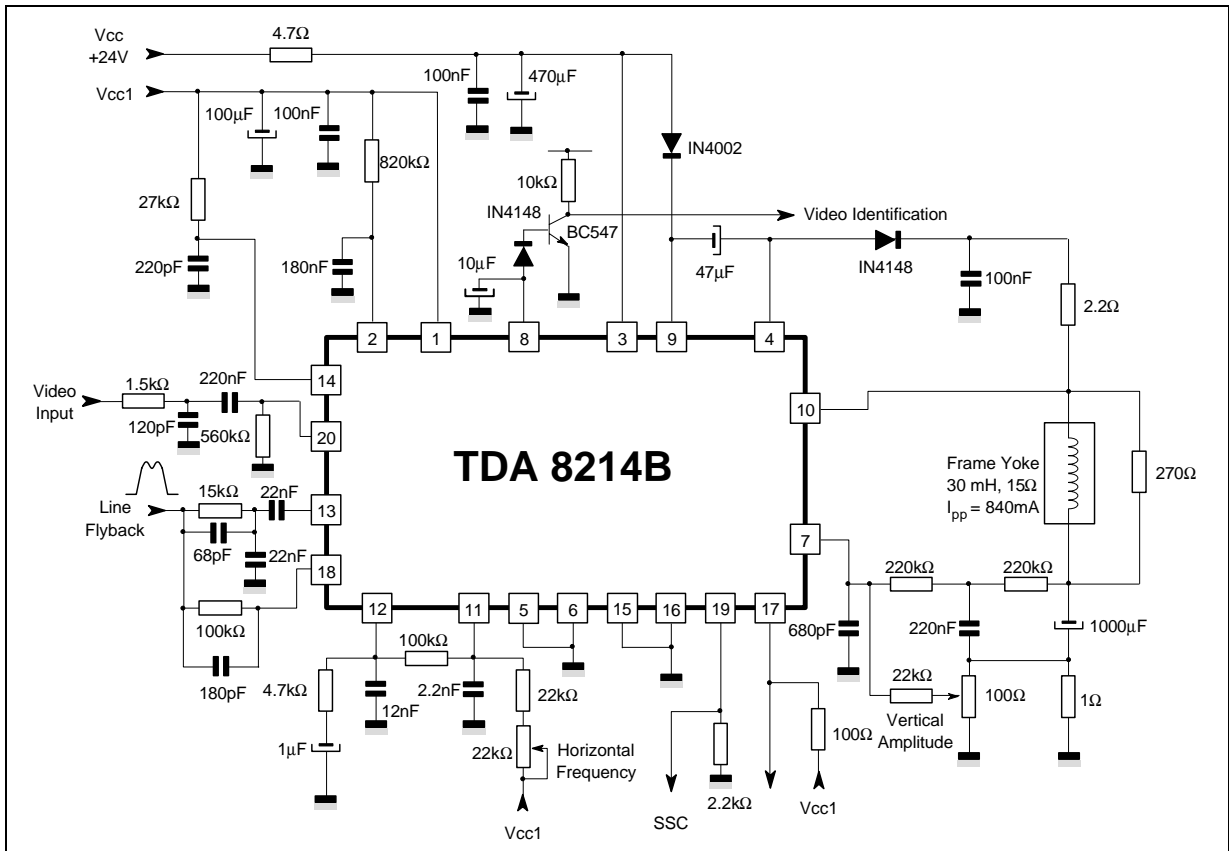 Vcc
+24V
4.7Ω
Vcc1
100µF
100nF
100nF
470µF
820kΩ
IN4002
27kΩ
10kΩ
IN4148
BC547
Video Identification
220pF
180nF
10µF
47µF
IN4148
100nF
2.2Ω
2
1
8
3
9
4
14
Video
Input
1.5kΩ
220nF
120pF
560kΩ
20
10
TDA 8214B
Frame Yoke
30 mH, 15Ω
Ipp = 840mA
270Ω
Line
Flyback
15kΩ
22nF
13
68pF
22nF
7
18
100kΩ
180pF
220kΩ
220kΩ
12
11
5
6
15
16
19
17
680pF
220nF
1000µF
100kΩ
4.7kΩ
12nF
2.2nF
22kΩ
22kΩ
100Ω
1Ω
Vertical
Amplitude
1µF
22kΩ
Horizontal
Frequency
100Ω
Vcc1
SSC
2.2kΩ
Vcc1